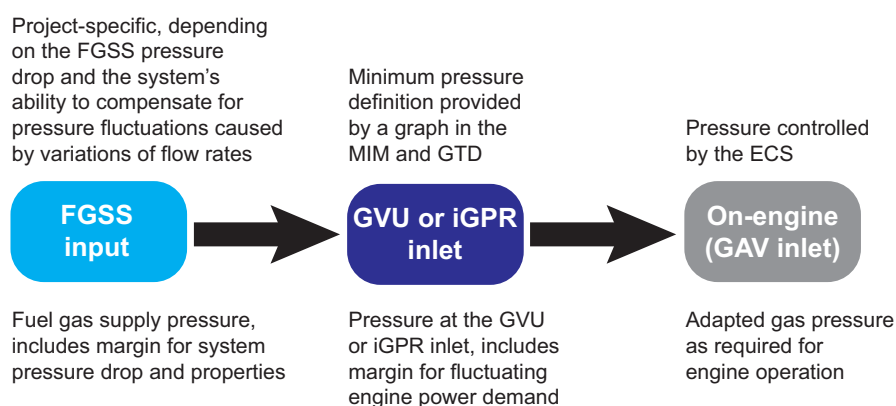 Project-specific, depending
on the FGSS pressure
drop and the system's
ability to compensate for
pressure fluctuations caused
by variations of flow rates
Minimum pressure
definition provided
by a graph in the
MIM and GTD
Pressure controlled
by the ECS
FGSS
input
GVU or iGPR
inlet
On-engine
(GAV inlet)
Fuel gas supply pressure,
includes margin for system
pressure drop and properties
Pressure at the GVU
or iGPR inlet, includes
margin for fluctuating
engine power demand
Adapted gas pressure
as required for
engine operation